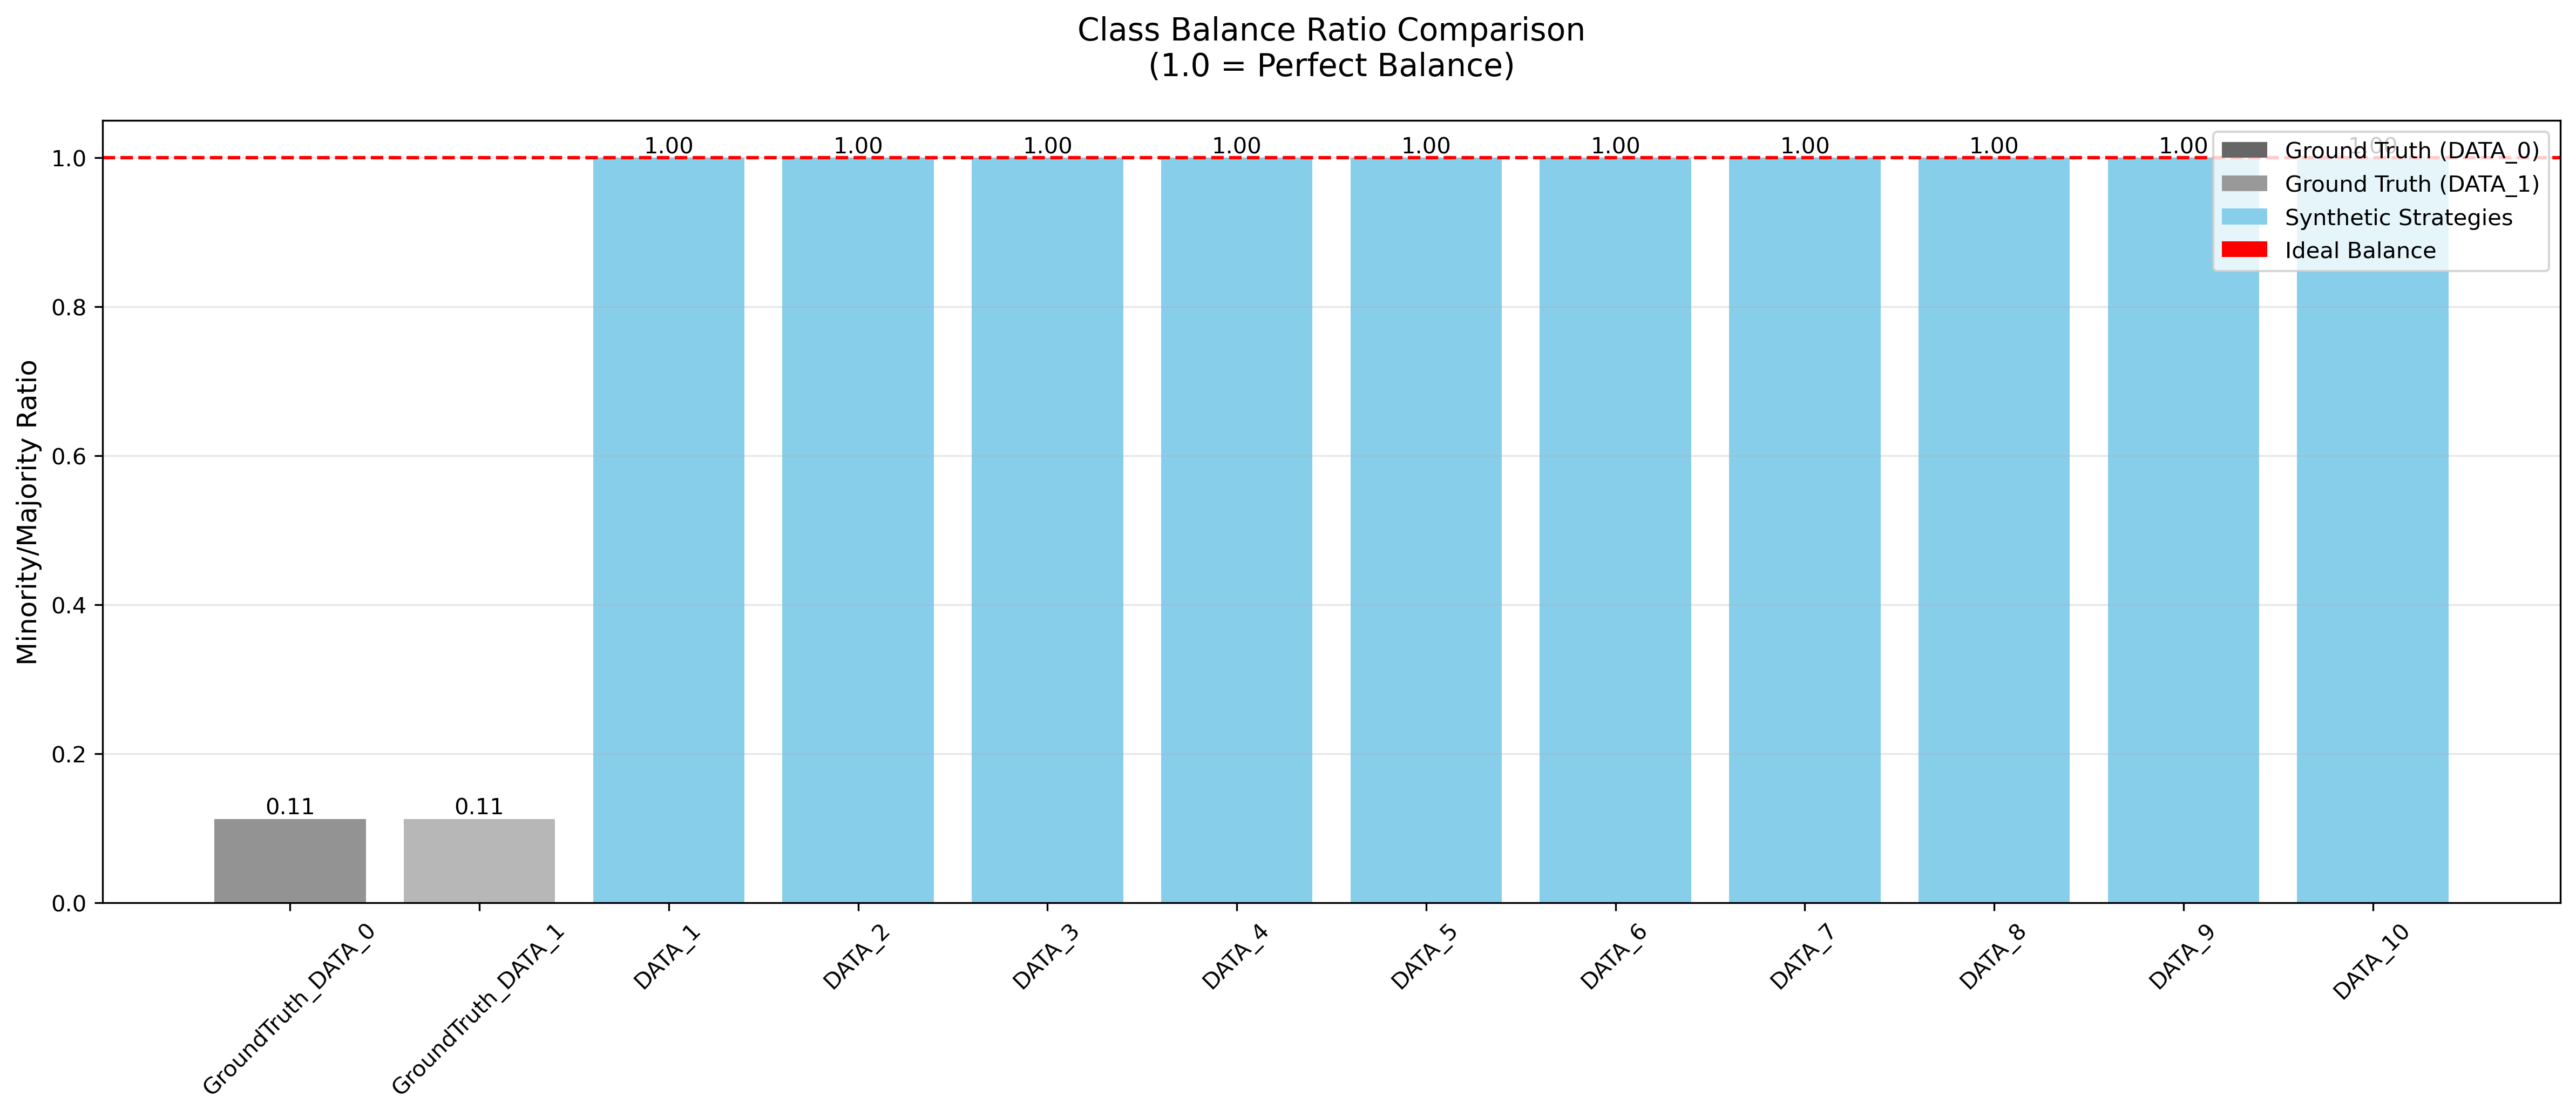 Class Balance Ratio Comparison
(1.0 = Perfect Balance)
Minority/Majority Ratio
1.0
0.8
0.6
0.4
0.2
0.0
0.11
0.11
1.00
1.00
1.00
1.00
1.00
1.00
1.00
1.00
1.00
1.00
Ground Truth (DATA_0)
Ground Truth (DATA_1)
Synthetic Strategies
Ideal Balance
GroundTruth_DATA_0
GroundTruth_DATA_1
DATA_1
DATA_2
DATA_3
DATA_4
DATA_5
DATA_6
DATA_7
DATA_8
DATA_9
DATA_10